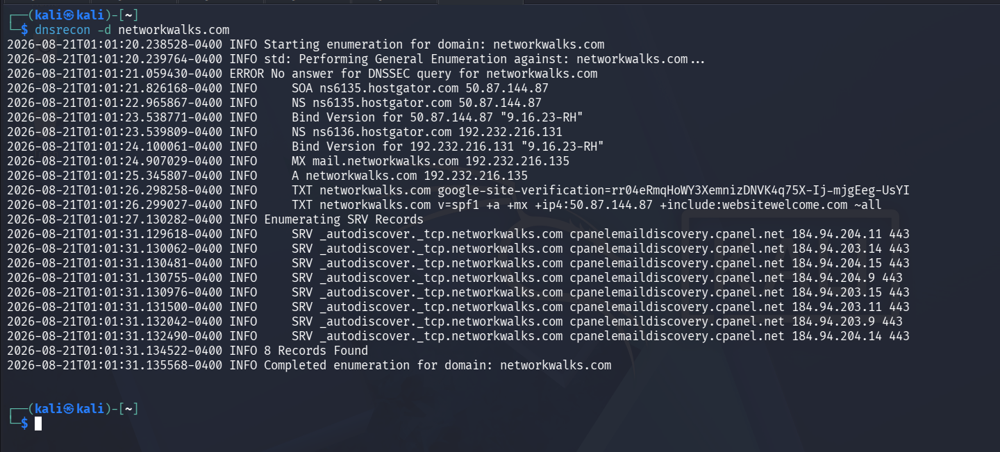 ┌──(kali㉿kali)-[~]
└─$ dnsrecon -d networkwalks.com
2026-08-21T01:01:20.238528-0400 INFO Starting enumeration for domain: networkwalks.com
2026-08-21T01:01:20.239764-0400 INFO std: Performing General Enumeration against: networkwalks.com...
2026-08-21T01:01:21.059430-0400 ERROR No answer for DNSSEC query for networkwalks.com
2026-08-21T01:01:21.826168-0400 INFO     SOA ns6135.hostgator.com 50.87.144.87
2026-08-21T01:01:22.965867-0400 INFO     NS ns6135.hostgator.com 50.87.144.87
2026-08-21T01:01:23.538771-0400 INFO     Bind Version for 50.87.144.87 "9.16.23-RH"
2026-08-21T01:01:23.539809-0400 INFO     NS ns6136.hostgator.com 192.232.216.131
2026-08-21T01:01:24.100061-0400 INFO     Bind Version for 192.232.216.131 "9.16.23-RH"
2026-08-21T01:01:24.907029-0400 INFO     MX mail.networkwalks.com 192.232.216.135
2026-08-21T01:01:25.345807-0400 INFO     A networkwalks.com 192.232.216.135
2026-08-21T01:01:26.298258-0400 INFO     TXT networkwalks.com google-site-verification=rr04eRmqHoWY3XemnizDNVK4q75X-Ij-mjgEeg-UsYI
2026-08-21T01:01:26.299027-0400 INFO     TXT networkwalks.com v=spf1 +a +mx +ip4:50.87.144.87 +include:websitewelcome.com ~all
2026-08-21T01:01:27.130282-0400 INFO Enumerating SRV Records
2026-08-21T01:01:31.129618-0400 INFO     SRV _autodiscover._tcp.networkwalks.com cpanelemaildiscovery.cpanel.net 184.94.204.11 443
2026-08-21T01:01:31.130062-0400 INFO     SRV _autodiscover._tcp.networkwalks.com cpanelemaildiscovery.cpanel.net 184.94.203.14 443
2026-08-21T01:01:31.130481-0400 INFO     SRV _autodiscover._tcp.networkwalks.com cpanelemaildiscovery.cpanel.net 184.94.204.15 443
2026-08-21T01:01:31.130755-0400 INFO     SRV _autodiscover._tcp.networkwalks.com cpanelemaildiscovery.cpanel.net 184.94.204.9 443
2026-08-21T01:01:31.130976-0400 INFO     SRV _autodiscover._tcp.networkwalks.com cpanelemaildiscovery.cpanel.net 184.94.203.15 443
2026-08-21T01:01:31.131500-0400 INFO     SRV _autodiscover._tcp.networkwalks.com cpanelemaildiscovery.cpanel.net 184.94.203.11 443
2026-08-21T01:01:31.132042-0400 INFO     SRV _autodiscover._tcp.networkwalks.com cpanelemaildiscovery.cpanel.net 184.94.203.9 443
2026-08-21T01:01:31.132490-0400 INFO     SRV _autodiscover._tcp.networkwalks.com cpanelemaildiscovery.cpanel.net 184.94.204.14 443
2026-08-21T01:01:31.134522-0400 INFO 8 Records Found
2026-08-21T01:01:31.135568-0400 INFO Completed enumeration for domain: networkwalks.com
┌──(kali㉿kali)-[~]
└─$